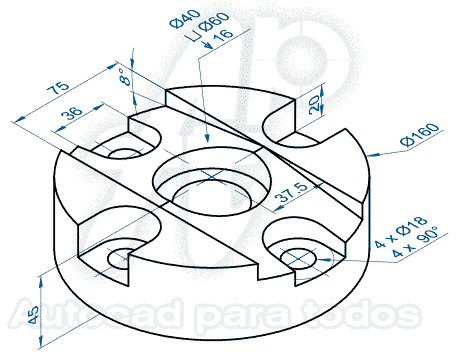 Ø40
⌴ Ø60
↧ 16
75
8°
36
20
Ø160
37.5
4 x Ø18
4 x 90°
45
Autocad para todos